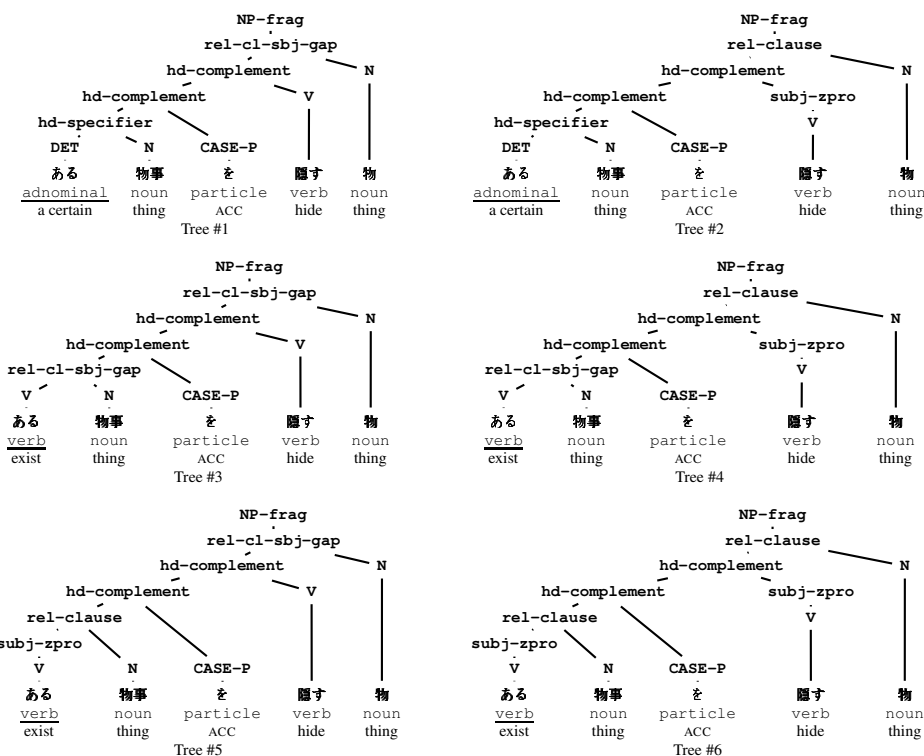 NP-frag
rel-cl-sbj-gap
hd-complement N
hd-complement V
hd-specifier
DET N CASE-P
ある 物事 を 隠す 物
adnominal noun particle verb noun
a certain thing ACC hide thing
Tree #1
NP-frag
rel-clause
hd-complement N
hd-complement subj-zpro
hd-specifier V
DET N CASE-P
ある 物事 を 隠す 物
adnominal noun particle verb noun
a certain thing ACC hide thing
Tree #2
NP-frag
rel-cl-sbj-gap
hd-complement N
hd-complement V
rel-cl-sbj-gap
V N CASE-P
ある 物事 を 隠す 物
verb noun particle verb noun
exist thing ACC hide thing
Tree #3
NP-frag
rel-clause
hd-complement N
hd-complement subj-zpro
rel-cl-sbj-gap V
V N CASE-P
ある 物事 を 隠す 物
verb noun particle verb noun
exist thing ACC hide thing
Tree #4
NP-frag
rel-cl-sbj-gap
hd-complement N
hd-complement V
rel-clause
subj-zpro
V N CASE-P
ある 物事 を 隠す 物
verb noun particle verb noun
exist thing ACC hide thing
Tree #5
NP-frag
rel-clause
hd-complement N
hd-complement subj-zpro
rel-clause V
subj-zpro
V N CASE-P
ある 物事 を 隠す 物
verb noun particle verb noun
exist thing ACC hide thing
Tree #6